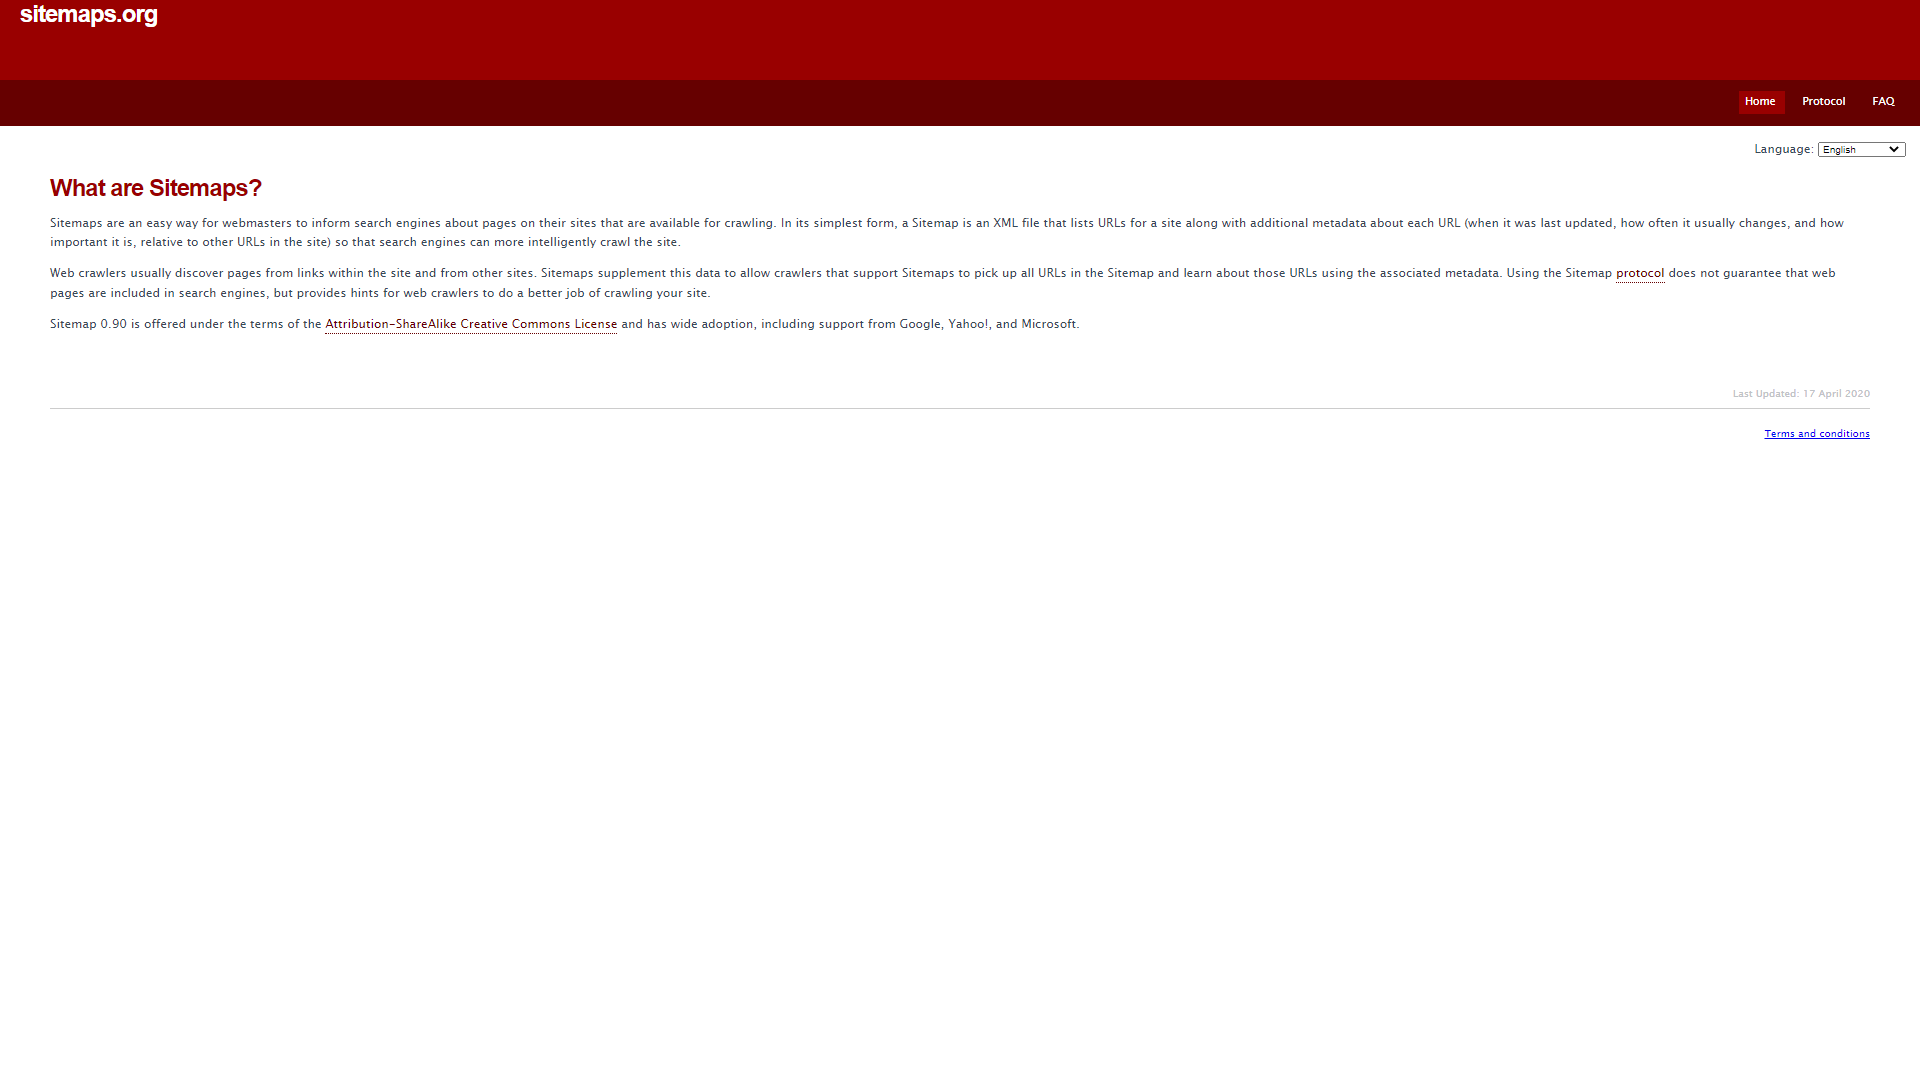 sitemaps.org
Home Protocol FAQ
Language: English
What are Sitemaps?
Sitemaps are an easy way for webmasters to inform search engines about pages on their sites that are available for crawling. In its simplest form, a Sitemap is an XML file that lists URLs for a site along with additional metadata about each URL (when it was last updated, how often it usually changes, and how
important it is, relative to other URLs in the site) so that search engines can more intelligently crawl the site.
Web crawlers usually discover pages from links within the site and from other sites. Sitemaps supplement this data to allow crawlers that support Sitemaps to pick up all URLs in the Sitemap and learn about those URLs using the associated metadata. Using the Sitemap protocol does not guarantee that web
pages are included in search engines, but provides hints for web crawlers to do a better job of crawling your site.
Sitemap 0.90 is offered under the terms of the Attribution-ShareAlike Creative Commons License and has wide adoption, including support from Google, Yahoo!, and Microsoft.
Last Updated: 17 April 2020
Terms and conditions